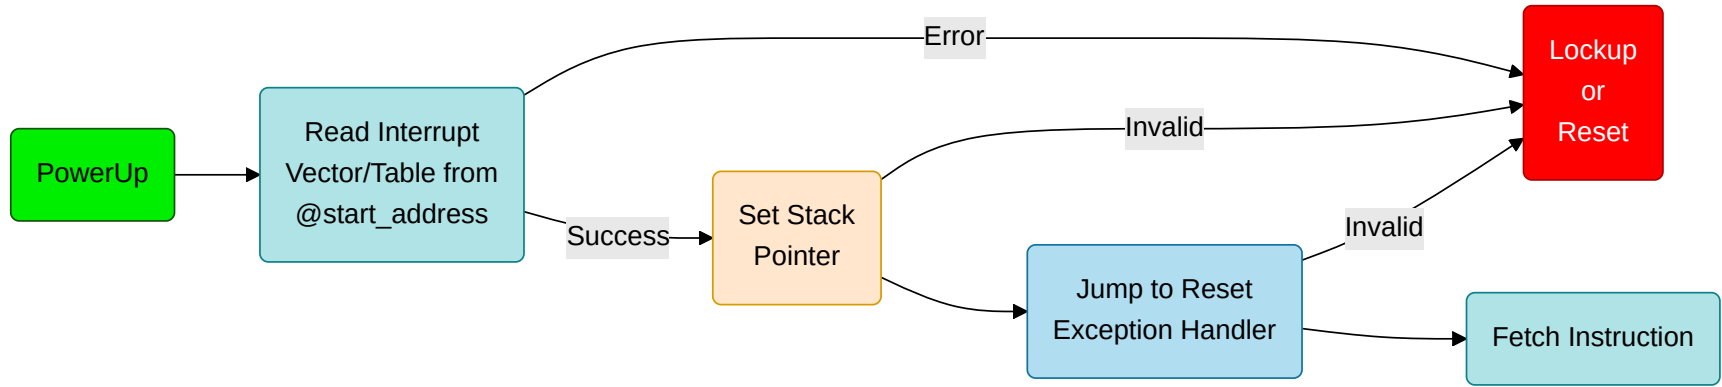 PowerUp
Read Interrupt
Vector/Table from
@start_address
Error
Success
Set Stack
Pointer
Invalid
Jump to Reset
Exception Handler
Invalid
Lockup
or
Reset
Fetch Instruction